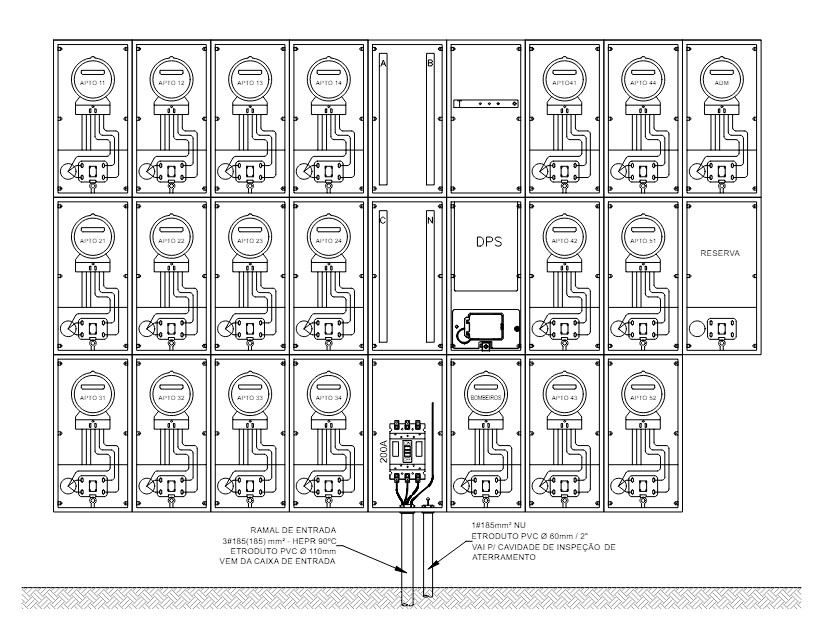 APTO 11
APTO 12
APTO 13
APTO 14
A
B
APTO41
APTO 44
ADM
APTO 21
APTO 22
APTO 23
APTO 24
C
N
DPS
APTO 42
APTO 51
RESERVA
APTO 31
APTO 32
APTO 33
APTO 34
200A
BOMBEIROS
APTO 43
APTO 52
RAMAL DE ENTRADA
3#185(185) mm² - HEPR 90ºC
ETRODUTO PVC Ø 110mm
VEM DA CAIXA DE ENTRADA
1#185mm² NU
ETRODUTO PVC Ø 60mm / 2"
VAI P/ CAVIDADE DE INSPEÇÃO DE
ATERRAMENTO